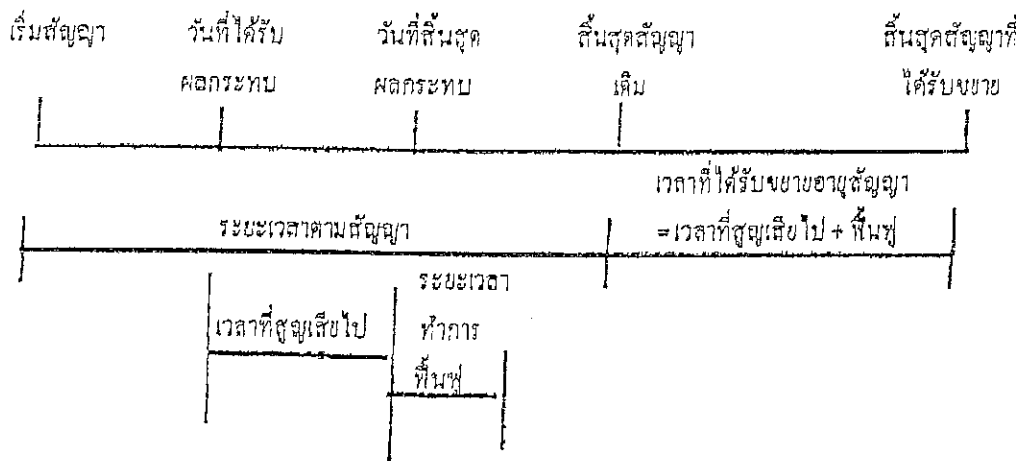 เริ่มสัญญา วันที่ได้รับ วันที่สิ้นสุด สิ้นสุดสัญญา สิ้นสุดสัญญาที่
ผลกระทบ ผลกระทบ เดิม ได้รับขยาย
เวลาที่ได้รับขยายอายุสัญญา
ระยะเวลาตามสัญญา =เวลาที่สูญเสียไป + ฟื้นฟู
ระยะเวลา
เวลาที่สูญเสียไป ทำการ
ฟื้นฟู